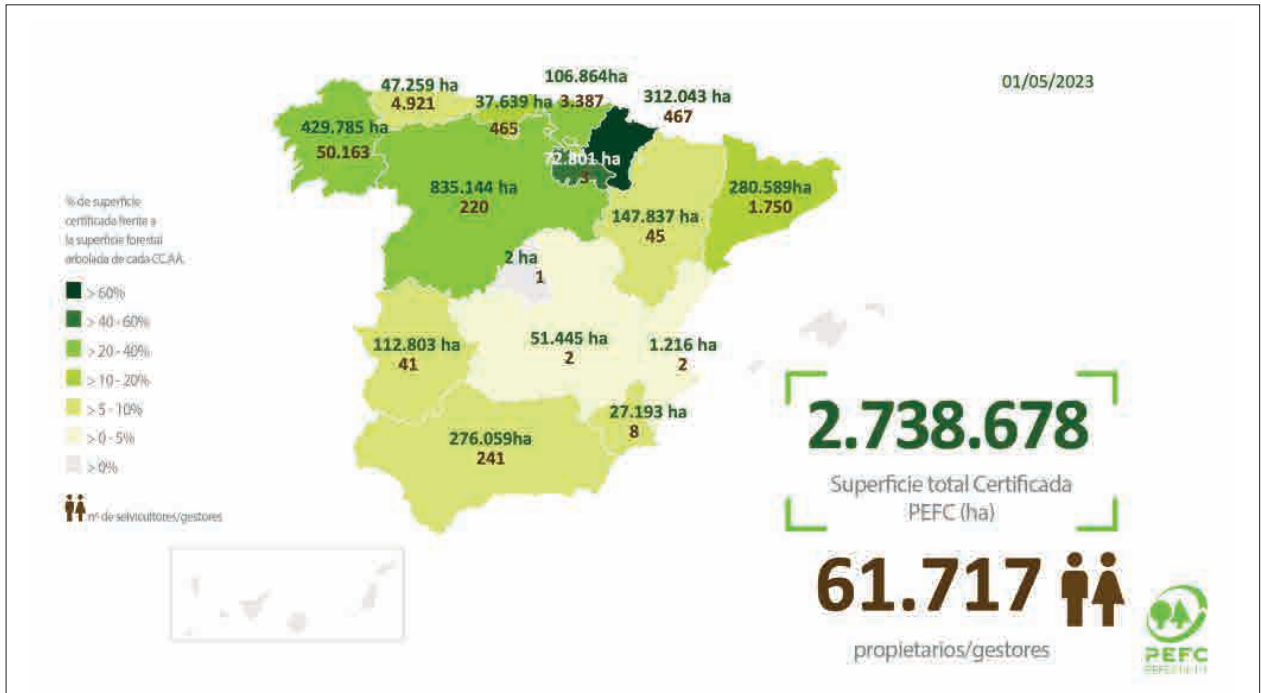 01/05/2023
47.259 ha
4.921
37.639 ha
465
106.864ha
3.387
312.043 ha
467
429.785 ha
50.163
72.801 ha
3
835.144 ha
220
147.837 ha
45
280.589ha
1.750
2 ha
1
112.803 ha
41
51.445 ha
2
1.216 ha
2
27.193 ha
8
276.059ha
241
% de superficie
certificada frente a
la superficie forestal
arbolada de cada CC.AA.
> 60%
> 40 - 60%
> 20 - 40%
> 10 - 20%
> 5 - 10%
> 0 - 5%
> 0%
nº de selvicultores/gestores
2.738.678
Superficie total Certificada
PEFC (ha)
61.717
propietarios/gestores
PEFC